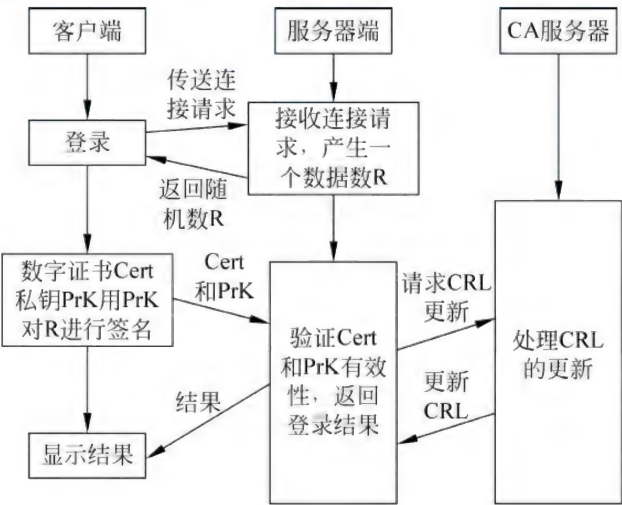 客户端
服务器端
CA服务器
传送连
接请求
登录
接收连接请
求，产生一
个数据数R
返回随
机数R
数字证书Cert
私钥PrK用PrK
对R进行签名
Cert
和PrK
验证Cert
和PrK有效
性，返回
登录结果
请求CRL
更新
处理CRL
的更新
更新
CRL
结果
显示结果